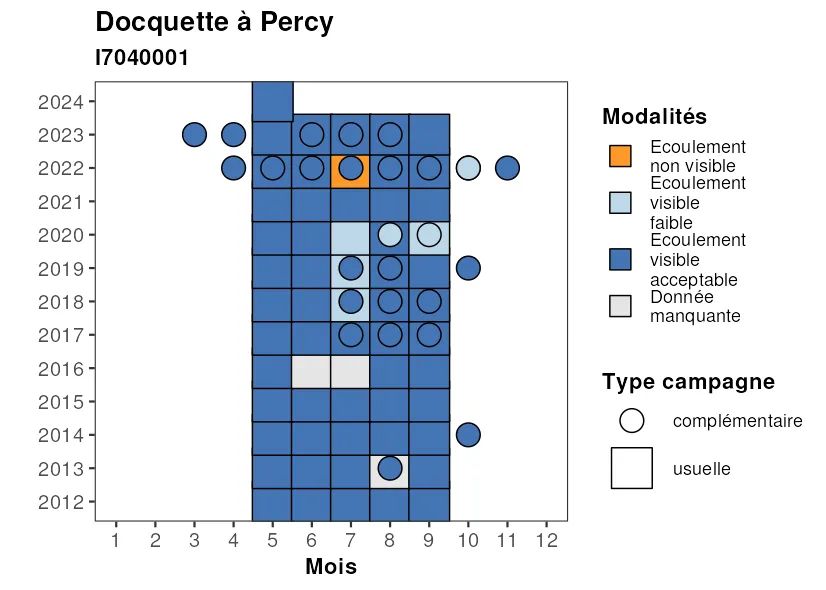 Docquette à Percy
I7040001
2024
2023
2022
2021
2020
2019
2018
2017
2016
2015
2014
2013
2012
1 2 3 4 5 6 7 8 9 10 11 12
Mois
Modalités
Ecoulement
non visible
Ecoulement
visible
faible
Ecoulement
visible
acceptable
Donnée
manquante
Type campagne
complémentaire
usuelle